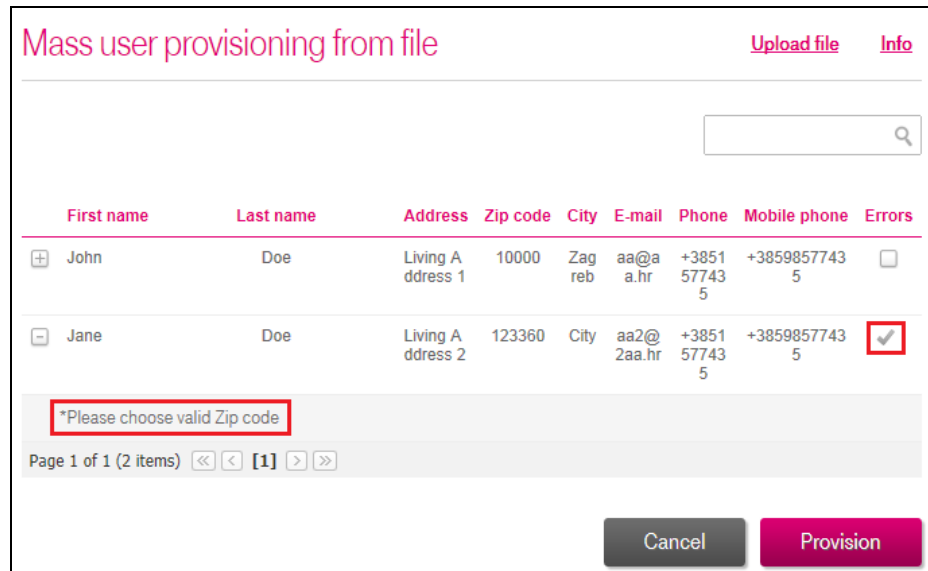 Mass user provisioning from file
Upload file Info
First name Last name Address Zip code City E-mail Phone Mobile phone Errors
John Doe Living A 10000 Zag aa@a +3851 +3859857743
ddress 1 reb a.hr 57743 5
5
Jane Doe Living A 123360 City aa2@ +3851 +3859857743
ddress 2 2aa.hr 57743 5
5
*Please choose valid Zip code
Page 1 of 1 (2 items) [1]
Cancel Provision